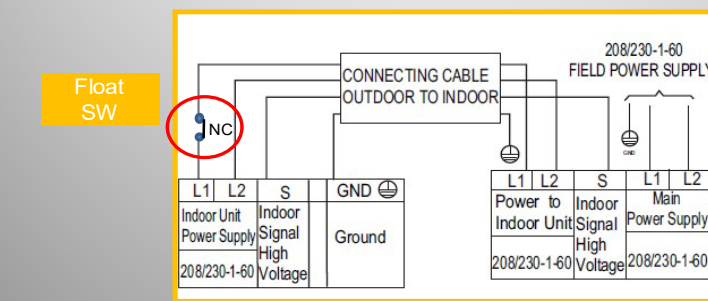 Float
SW
NC
CONNECTING CABLE
OUTDOOR TO INDOOR
208/230-1-60
FIELD POWER SUPPLY
GND
L1 L2 S GND
Indoor Unit
Power Supply
208/230-1-60
Indoor
Signal
High
Voltage
Ground
L1 L2 S L1 L2
Power to
Indoor Unit
208/230-1-60
Indoor
Signal
High
Voltage
Main
Power Supply
208/230-1-60